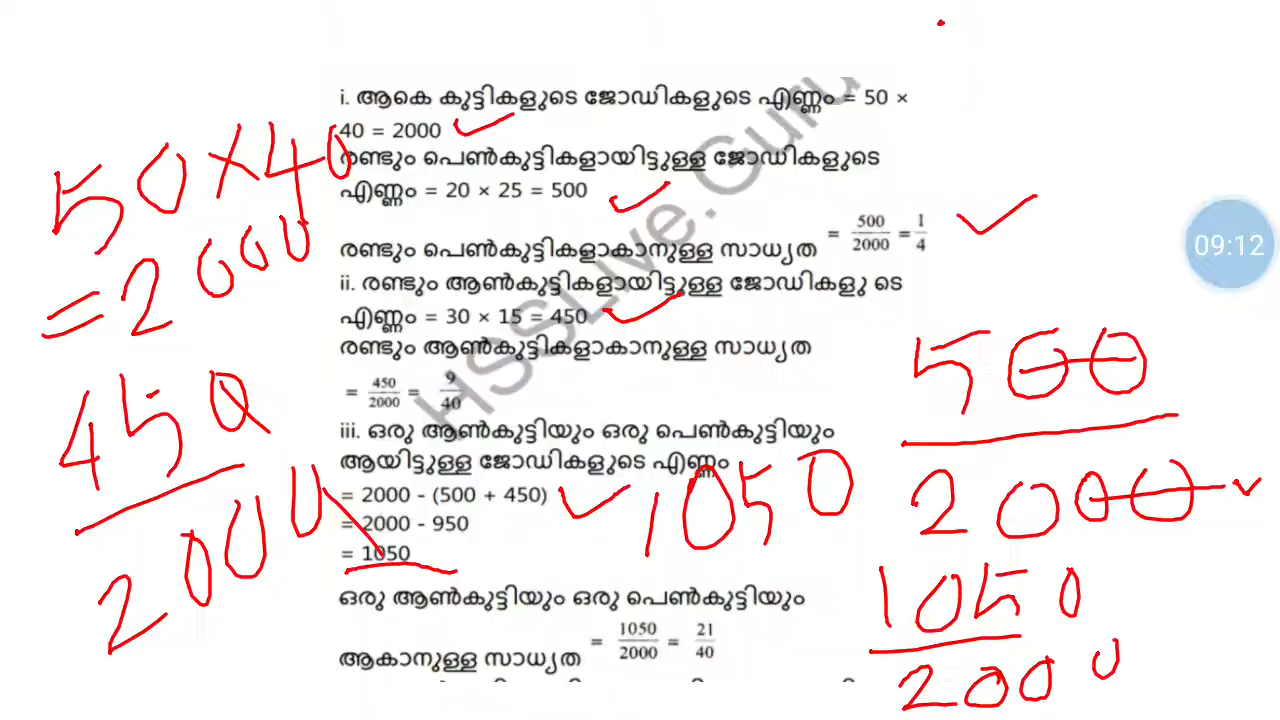 i. ആകെ കുട്ടികളുടെ ജോഡികളുടെ എണ്ണം = 50 ×
40 = 2000
രണ്ടും പെൺകുട്ടികളായിട്ടുള്ള ജോഡികളുടെ
എണ്ണം = 20 × 25 = 500
രണ്ടും പെൺകുട്ടികളാകാനുള്ള സാധ്യത = 500/2000 = 1/4
ii. രണ്ടും ആൺകുട്ടികളായിട്ടുള്ള ജോഡികളു ടെ
എണ്ണം = 30 × 15 = 450
രണ്ടും ആൺകുട്ടികളാകാനുള്ള സാധ്യത
= 450/2000 = 9/40
iii. ഒരു ആൺകുട്ടിയും ഒരു പെൺകുട്ടിയും
ആയിട്ടുള്ള ജോഡികളുടെ എണ്ണം
= 2000 - (500 + 450)
= 2000 - 950
= 1050
ഒരു ആൺകുട്ടിയും ഒരു പെൺകുട്ടിയും
ആകാനുള്ള സാധ്യത = 1050/2000 = 21/40
HSSLive.Guru
50 × 40
= 2000
450
2000
1050
500
2000
1050
2000
09:12